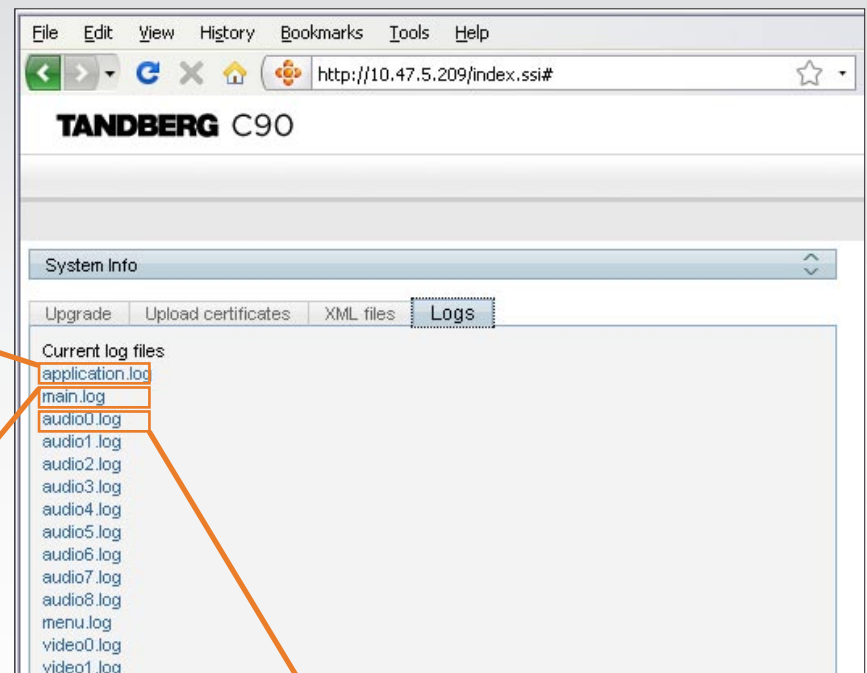 File Edit View History Bookmarks Tools Help
http://10.47.5.209/index.ssi#
TANDBERG C90
System Info
Upgrade Upload certificates XML files Logs
Current log files
application.log
main.log
audio0.log
audio1.log
audio2.log
audio3.log
audio4.log
audio5.log
audio6.log
audio7.log
audio8.log
menu.log
video0.log
video1.log